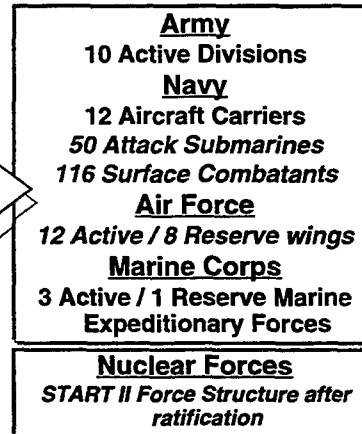 Army
10 Active Divisions
Navy
12 Aircraft Carriers
50 Attack Submarines
116 Surface Combatants
Air Force
12 Active / 8 Reserve wings
Marine Corps
3 Active / 1 Reserve Marine
Expeditionary Forces
Nuclear Forces
START II Force Structure after
ratification